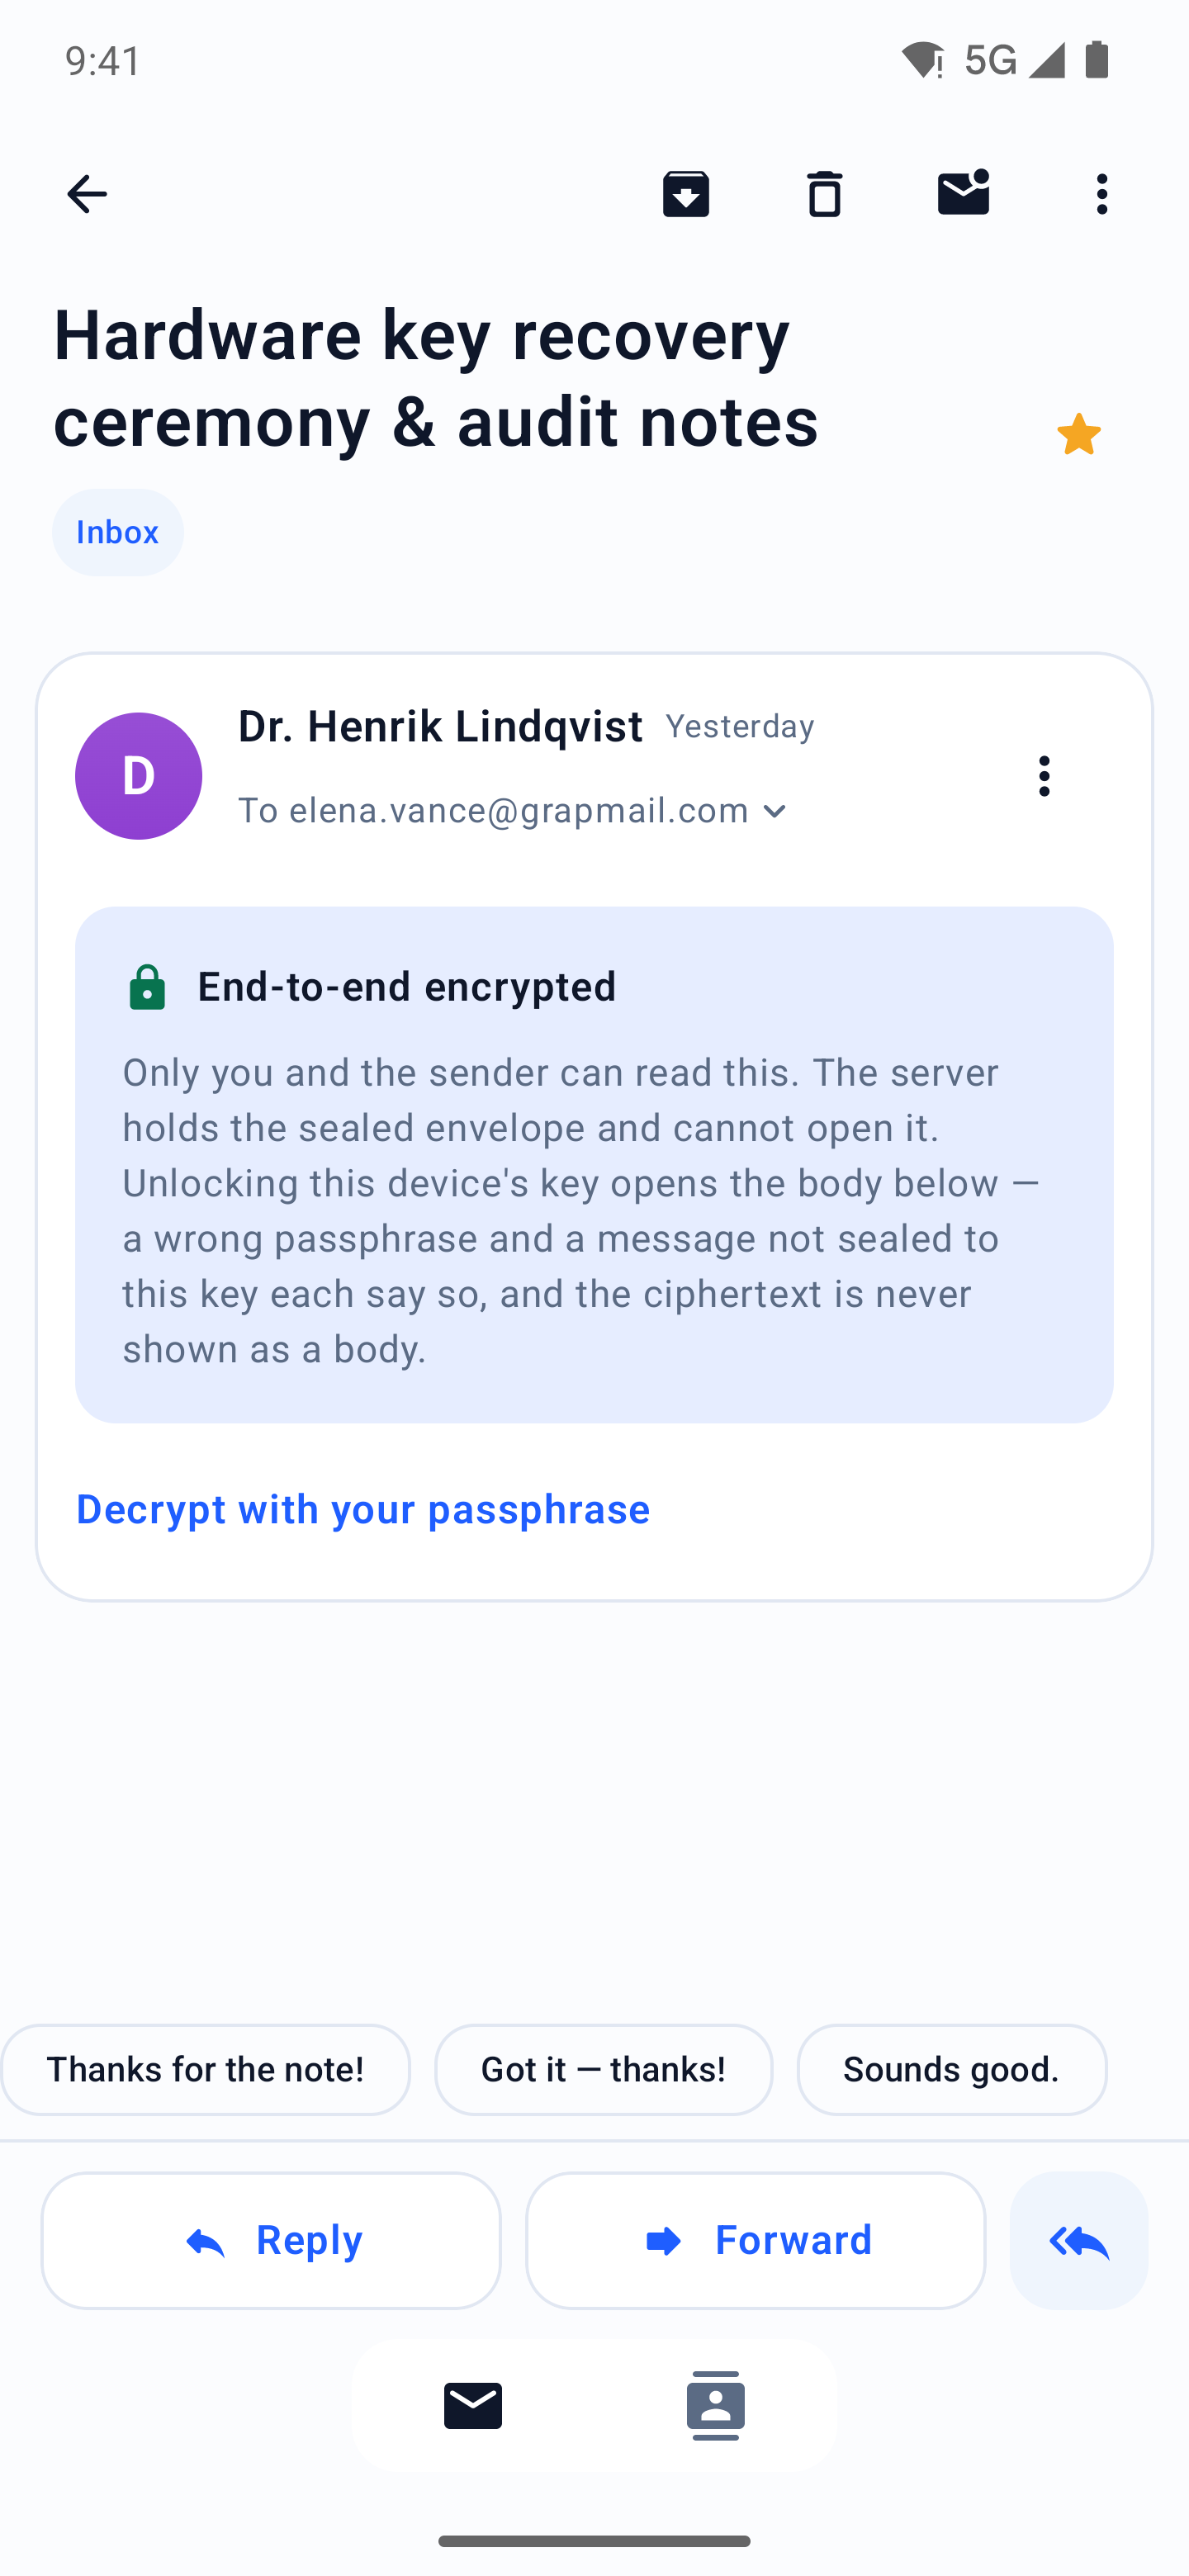 9:41
5G
Hardware key recovery
ceremony & audit notes
Inbox
D
Dr. Henrik Lindqvist Yesterday
To elena.vance@grapmail.com
End-to-end encrypted
Only you and the sender can read this. The server
holds the sealed envelope and cannot open it.
Unlocking this device's key opens the body below —
a wrong passphrase and a message not sealed to
this key each say so, and the ciphertext is never
shown as a body.
Decrypt with your passphrase
Thanks for the note!
Got it — thanks!
Sounds good.
Reply
Forward